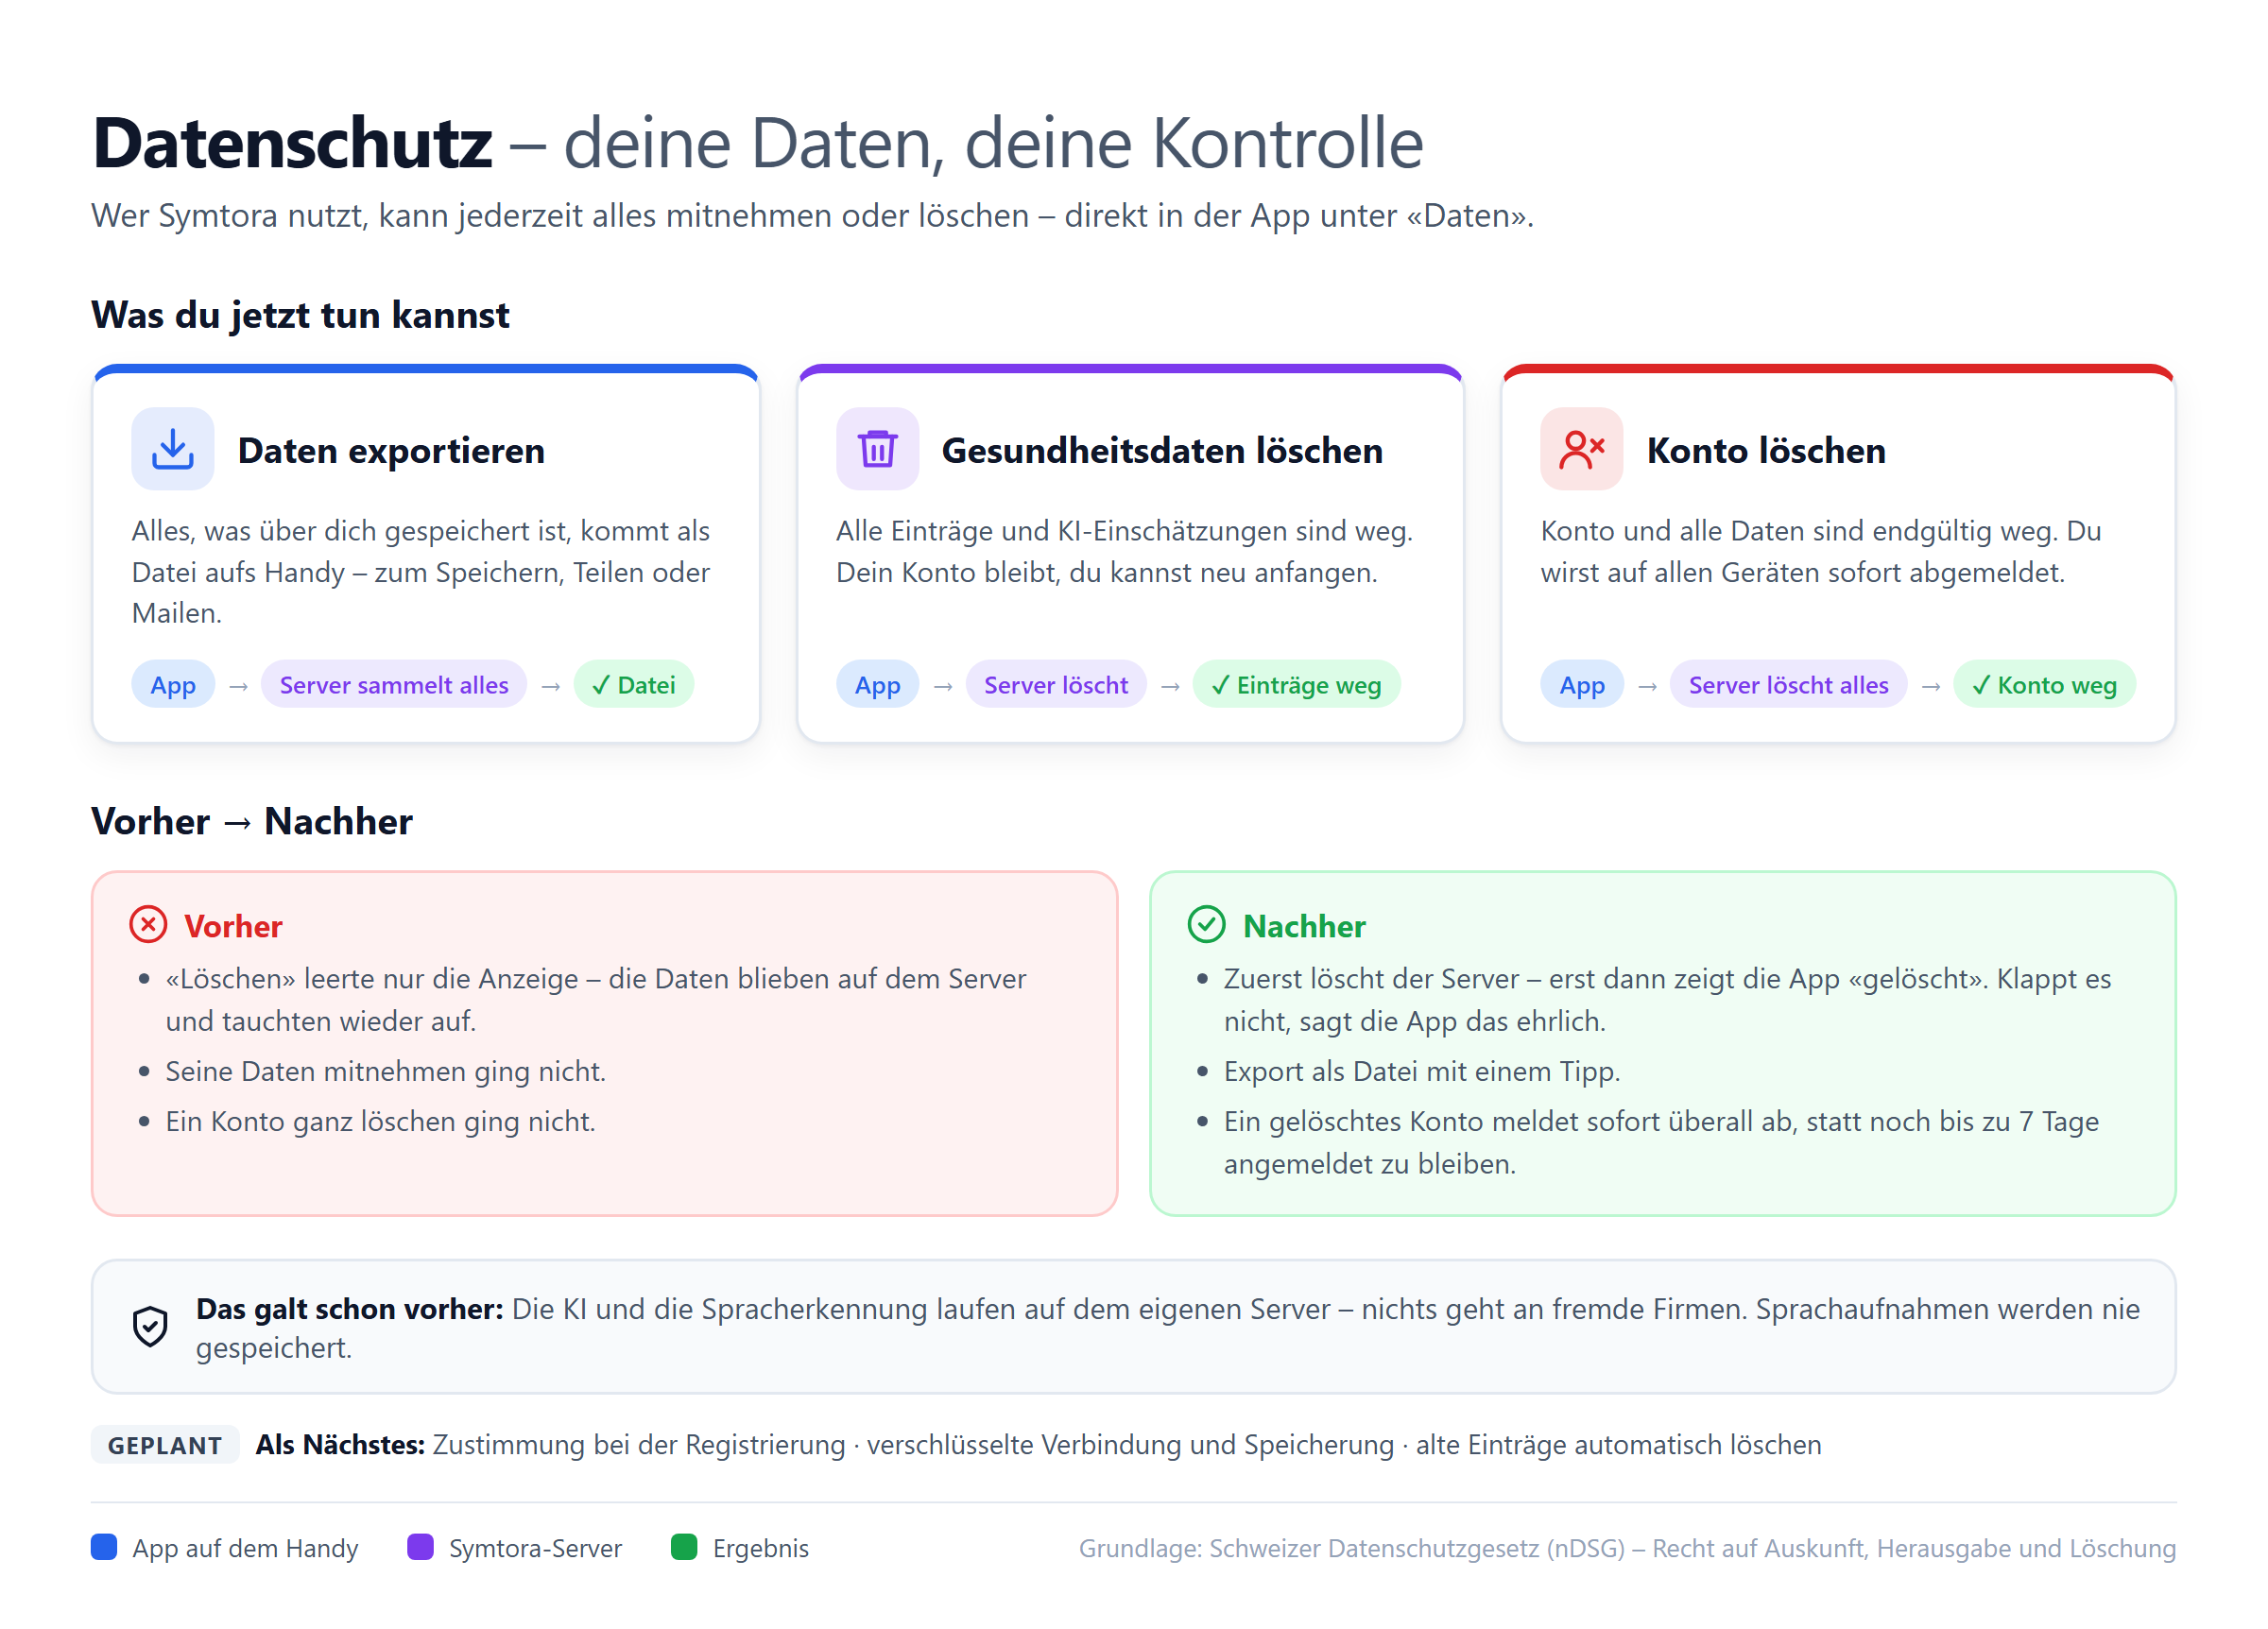 Datenschutz – deine Daten, deine Kontrolle
Wer Symtora nutzt, kann jederzeit alles mitnehmen oder löschen – direkt in der App unter «Daten».
Was du jetzt tun kannst
Daten exportieren
Alles, was über dich gespeichert ist, kommt als
Datei aufs Handy – zum Speichern, Teilen oder
Mailen.
App → Server sammelt alles → ✓ Datei
Gesundheitsdaten löschen
Alle Einträge und KI-Einschätzungen sind weg.
Dein Konto bleibt, du kannst neu anfangen.
App → Server löscht → ✓ Einträge weg
Konto löschen
Konto und alle Daten sind endgültig weg. Du
wirst auf allen Geräten sofort abgemeldet.
App → Server löscht alles → ✓ Konto weg
Vorher → Nachher
Vorher
• «Löschen» leerte nur die Anzeige – die Daten blieben auf dem Server
und tauchten wieder auf.
• Seine Daten mitnehmen ging nicht.
• Ein Konto ganz löschen ging nicht.
Nachher
• Zuerst löscht der Server – erst dann zeigt die App «gelöscht». Klappt es
nicht, sagt die App das ehrlich.
• Export als Datei mit einem Tipp.
• Ein gelöschtes Konto meldet sofort überall ab, statt noch bis zu 7 Tage
angemeldet zu bleiben.
Das galt schon vorher: Die KI und die Spracherkennung laufen auf dem eigenen Server – nichts geht an fremde Firmen. Sprachaufnahmen werden nie
gespeichert.
GEPLANT Als Nächstes: Zustimmung bei der Registrierung · verschlüsselte Verbindung und Speicherung · alte Einträge automatisch löschen
App auf dem Handy
Symtora-Server
Ergebnis
Grundlage: Schweizer Datenschutzgesetz (nDSG) – Recht auf Auskunft, Herausgabe und Löschung